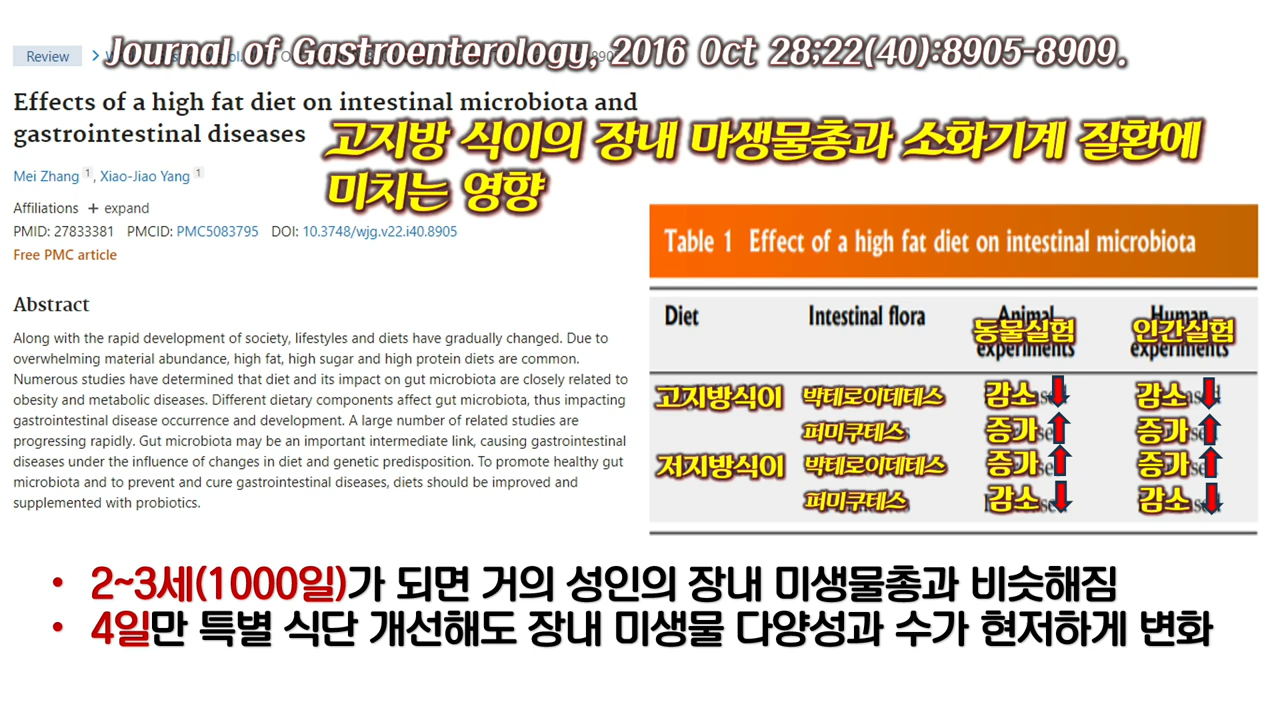 Journal of Gastroenterology, 2016 Oct 28;22(40):8905-8909.
Review
Effects of a high fat diet on intestinal microbiota and
gastrointestinal diseases
고지방 식이의 장내 마생물총과 소화기계 질환에
미치는 영향
Mei Zhang 1, Xiao-Jiao Yang 1
Affiliations + expand
PMID: 27833381 PMCID: PMC5083795 DOI: 10.3748/wjg.v22.i40.8905
Free PMC article
Abstract
Along with the rapid development of society, lifestyles and diets have gradually changed. Due to
overwhelming material abundance, high fat, high sugar and high protein diets are common.
Numerous studies have determined that diet and its impact on gut microbiota are closely related to
obesity and metabolic diseases. Different dietary components affect gut microbiota, thus impacting
gastrointestinal disease occurrence and development. A large number of related studies are
progressing rapidly. Gut microbiota may be an important intermediate link, causing gastrointestinal
diseases under the influence of changes in diet and genetic predisposition. To promote healthy gut
microbiota and to prevent and cure gastrointestinal diseases, diets should be improved and
supplemented with probiotics.
Table 1 Effect of a high fat diet on intestinal microbiota
Diet Intestinal flora Animal experiments Human experiments
동물실험 인간실험
고지방식이 박테로이데테스 감소 감소
퍼미쿠테스 증가 증가
저지방식이 박테로이데테스 증가 증가
퍼미쿠테스 감소 감소
• 2~3세(1000일)가 되면 거의 성인의 장내 미생물총과 비슷해짐
• 4일만 특별 식단 개선해도 장내 미생물 다양성과 수가 현저하게 변화